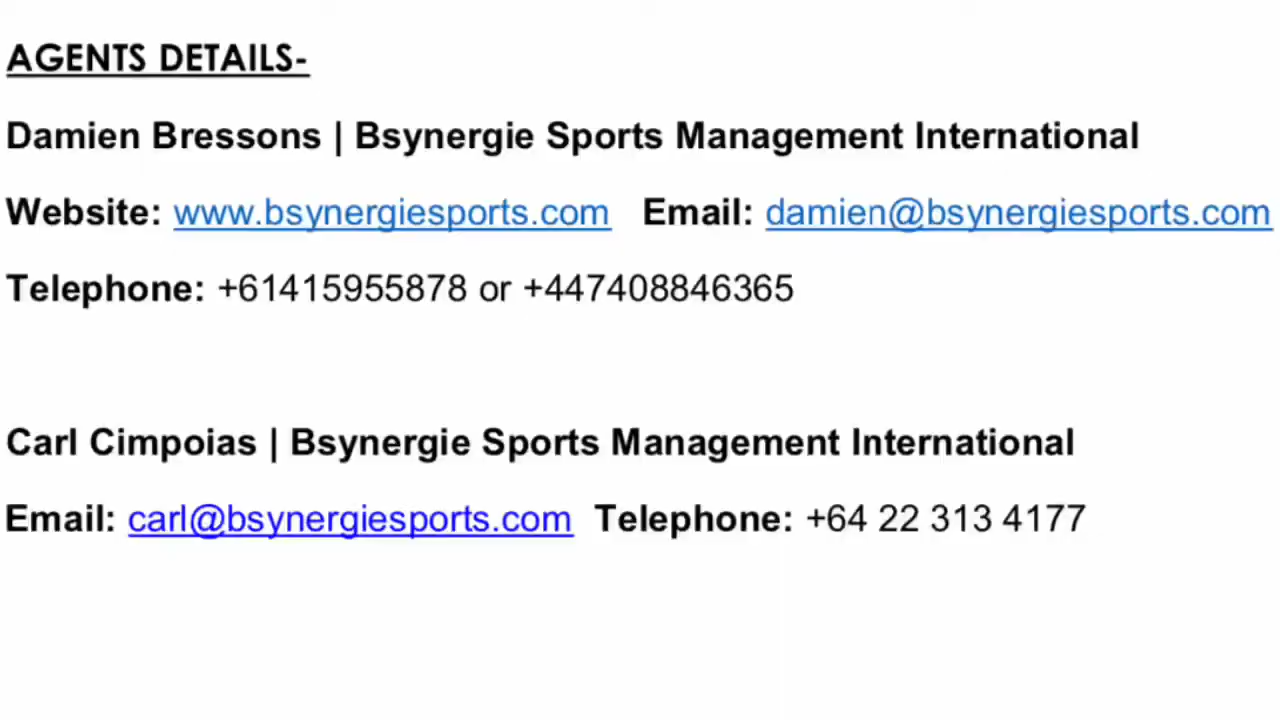 AGENTS DETAILS-
Damien Bressons | Bsynergie Sports Management International
Website: www.bsynergiesports.com Email: damien@bsynergiesports.com
Telephone: +61415955878 or +447408846365
Carl Cimpoias | Bsynergie Sports Management International
Email: carl@bsynergiesports.com Telephone: +64 22 313 4177